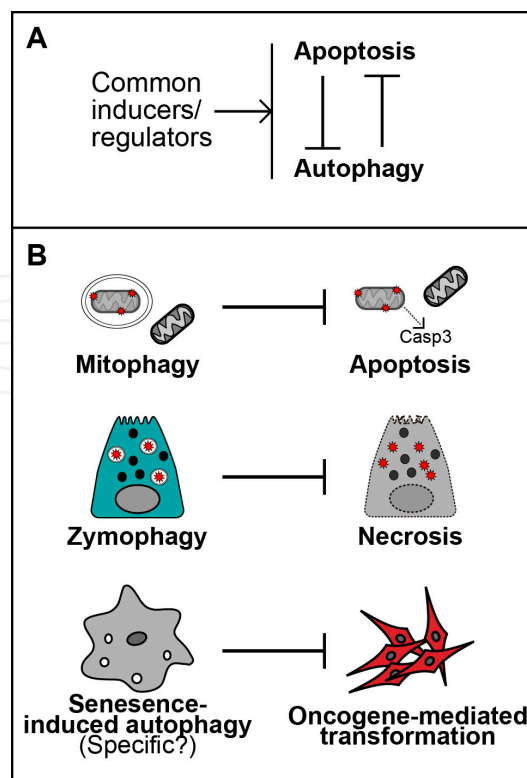 A
Apoptosis
Common
inducers/
regulators
Autophagy
B
Casp3
Mitophagy
Apoptosis
Zymophagy
Necrosis
Senesence-
induced autophagy
(Specific?)
Oncogene-mediated
transformation